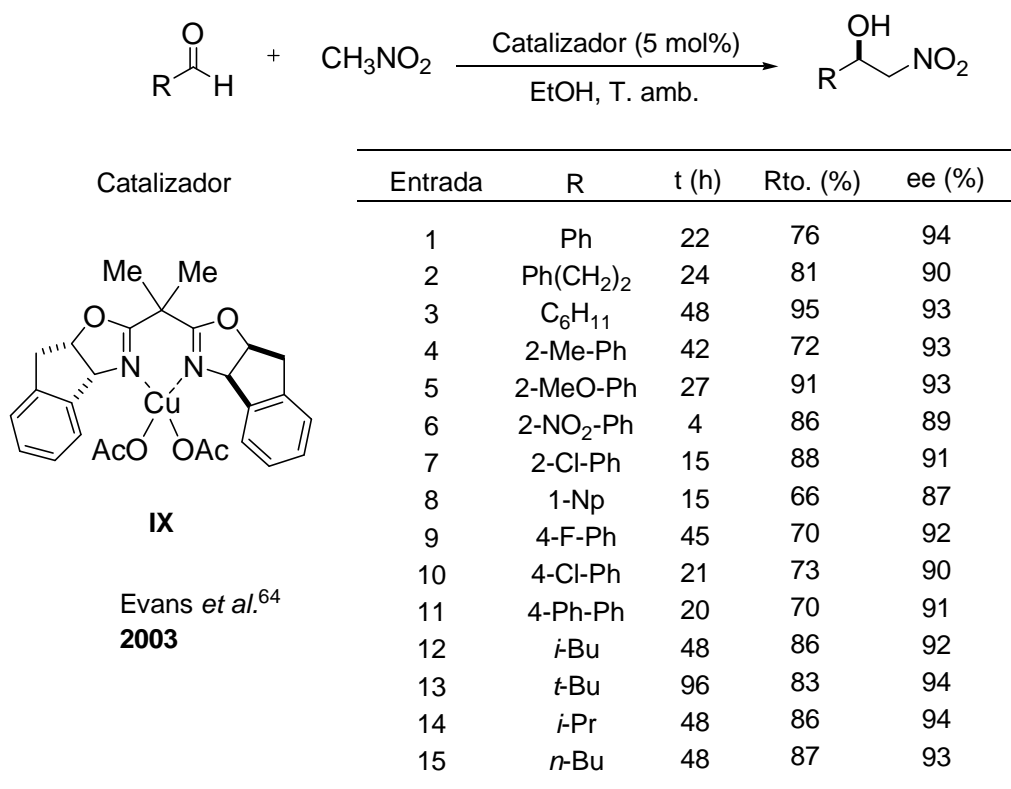 O
R H + CH3NO2 Catalizador (5 mol%) OH
EtOH, T. amb. R NO2
Catalizador
Me Me
O O
N N
Cu
AcO OAc
IX
Evans et al.64
2003
Entrada R t (h) Rto. (%) ee (%)
1 Ph 22 76 94
2 Ph(CH2)2 24 81 90
3 C6H11 48 95 93
4 2-Me-Ph 42 72 93
5 2-MeO-Ph 27 91 93
6 2-NO2-Ph 4 86 89
7 2-Cl-Ph 15 88 91
8 1-Np 15 66 87
9 4-F-Ph 45 70 92
10 4-Cl-Ph 21 73 90
11 4-Ph-Ph 20 70 91
12 i-Bu 48 86 92
13 t-Bu 96 83 94
14 i-Pr 48 86 94
15 n-Bu 48 87 93